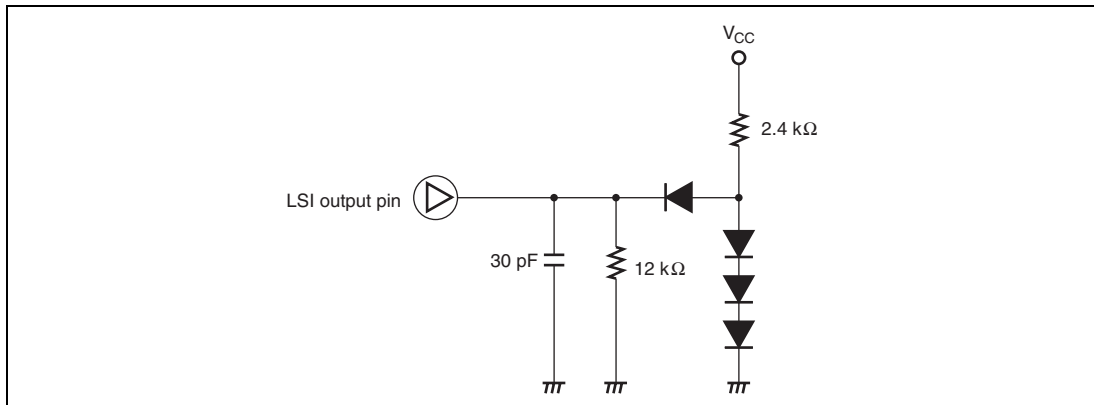 VCC
2.4 kΩ
LSI output pin
30 pF
12 kΩ